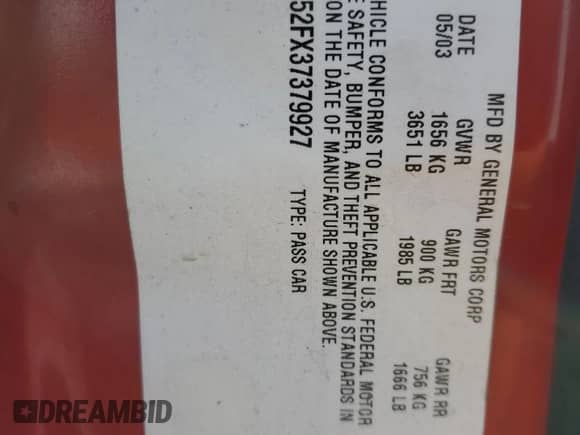 MFD BY GENERAL MOTORS CORP
DATE GVWR GAWR FRT GAWR RR
05/03 1656 KG 900 KG 756 KG
3651 LB 1985 LB 1666 LB
HICLE CONFORMS TO ALL APPLICABLE U.S. FEDERAL MOTOR
E SAFETY, BUMPER, AND THEFT PREVENTION STANDARDS IN
ON THE DATE OF MANUFACTURE SHOWN ABOVE.
52FX37379927 TYPE: PASS CAR
DREAMBID